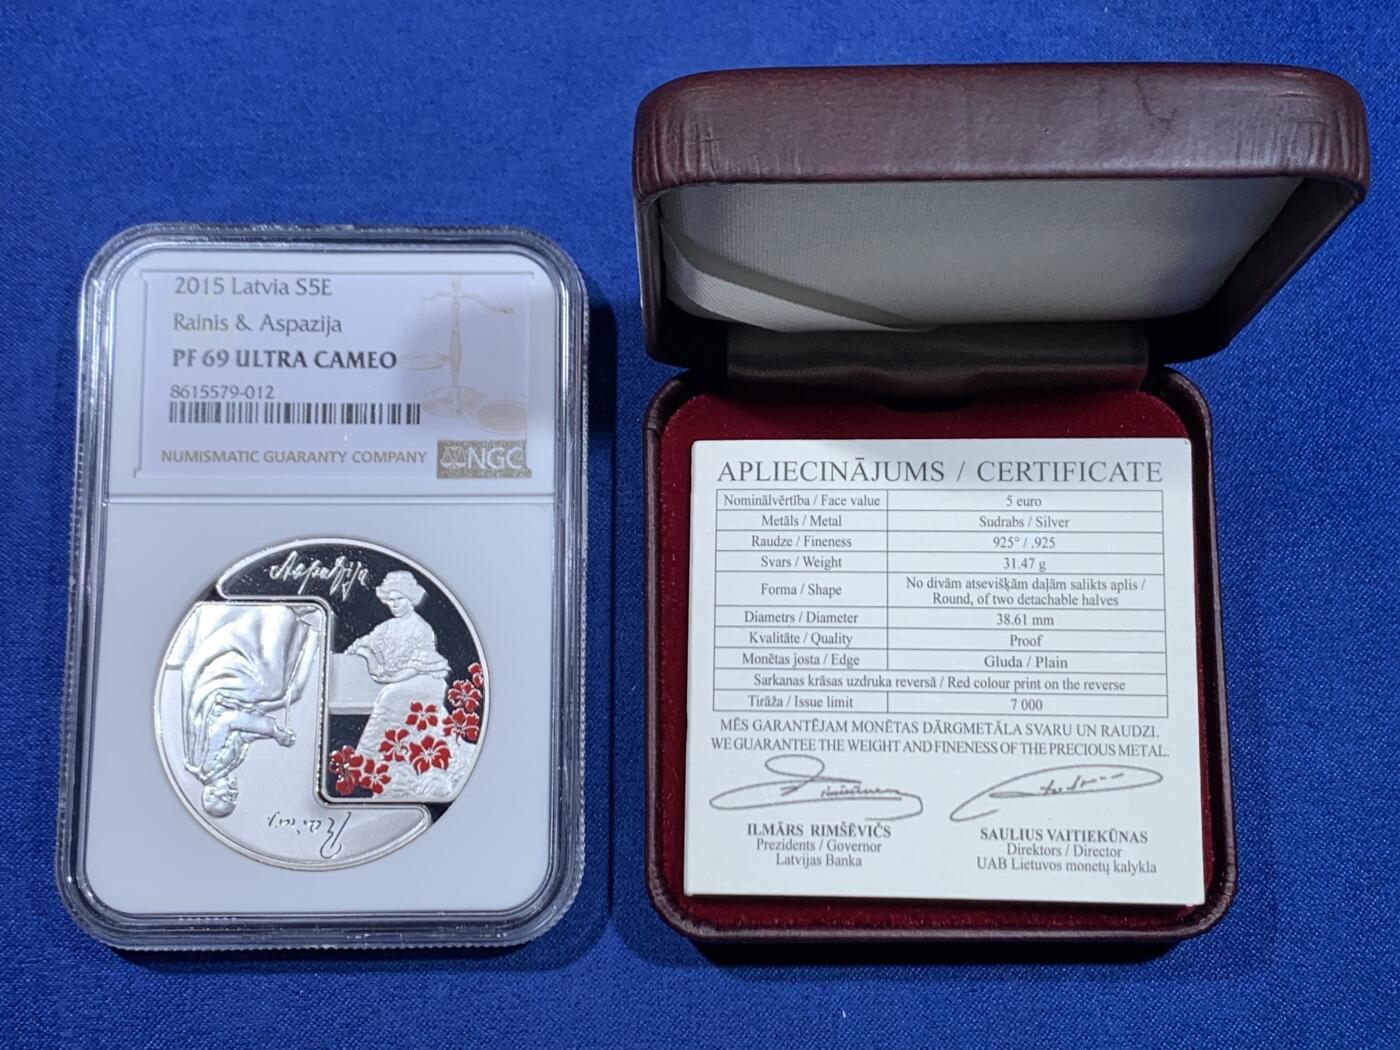 2015 Latvia S5E
Rainis & Aspazija
PF 69 ULTRA CAMEO
8615579-012
NUMISMATIC GUARANTY COMPANY NGC
Aspazija
Rainis
APLIECINĀJUMS / CERTIFICATE
Nominālvērtība / Face value 5 euro
Metāls / Metal Sudrabs / Silver
Raudze / Fineness 925° / .925
Svars / Weight 31.47 g
Forma / Shape No divām atsevišķām daļām salikts aplis /
Round, of two detachable halves
Diametrs / Diameter 38.61 mm
Kvalitāte / Quality Proof
Monētas josta / Edge Gluda / Plain
Sarkanas krāsas uzdruka reversā / Red colour print on the reverse
Tirāža / Issue limit 7 000
MĒS GARANTĒJAM MONĒTAS DĀRGMETĀLA SVARU UN RAUDZI.
WE GUARANTEE THE WEIGHT AND FINENESS OF THE PRECIOUS METAL.
ILMĀRS RIMŠĒVIČS
Prezidents / Governor
Latvijas Banka
SAULIUS VAITIEKŪNAS
Direktors / Director
UAB Lietuvos monetų kalykla